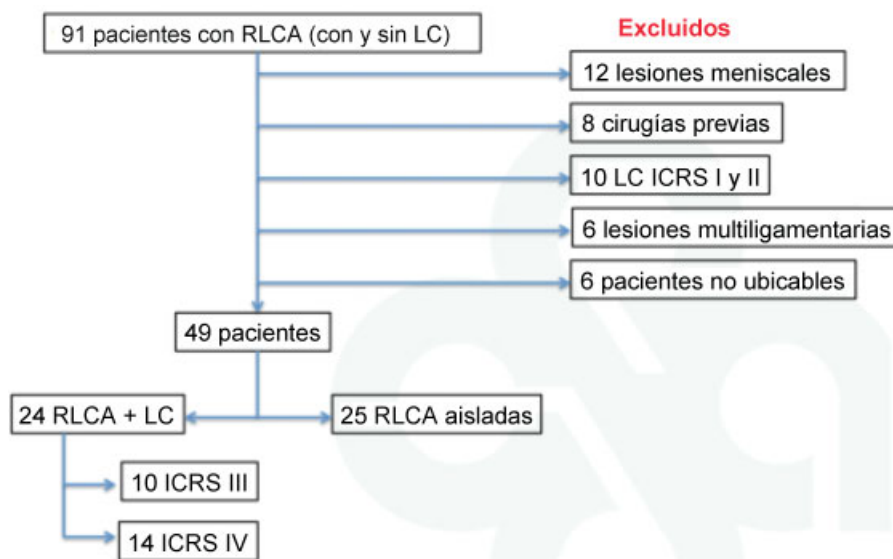 91 pacientes con RLCA (con y sin LC)
Excluidos
12 lesiones meniscales
8 cirugías previas
10 LC ICRS I y II
6 lesiones multiligamentarias
6 pacientes no ubicables
49 pacientes
24 RLCA + LC
25 RLCA aisladas
10 ICRS III
14 ICRS IV